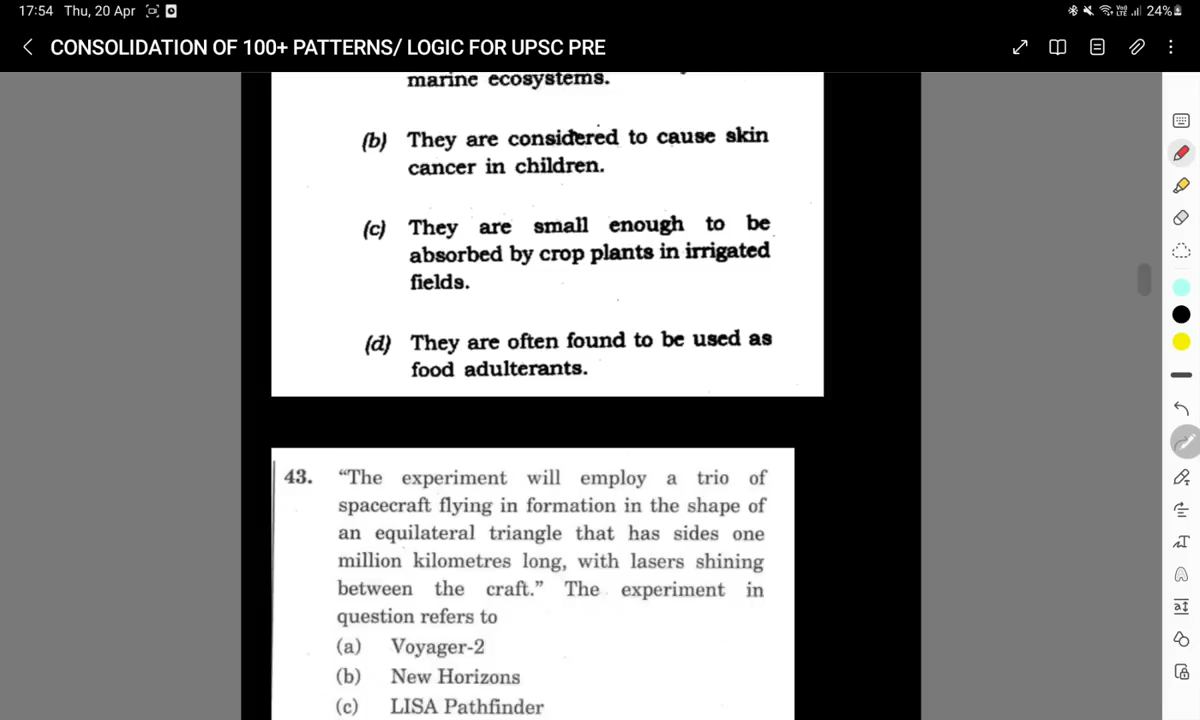 17:54 Thu, 20 Apr
24%
CONSOLIDATION OF 100+ PATTERNS/ LOGIC FOR UPSC PRE
marine ecosystems.
(b) They are considered to cause skin
cancer in children.
(c) They are small enough to be
absorbed by crop plants in irrigated
fields.
(d) They are often found to be used as
food adulterants.
43. “The experiment will employ a trio of
spacecraft flying in formation in the shape of
an equilateral triangle that has sides one
million kilometres long, with lasers shining
between the craft.” The experiment in
question refers to
(a) Voyager-2
(b) New Horizons
(c) LISA Pathfinder